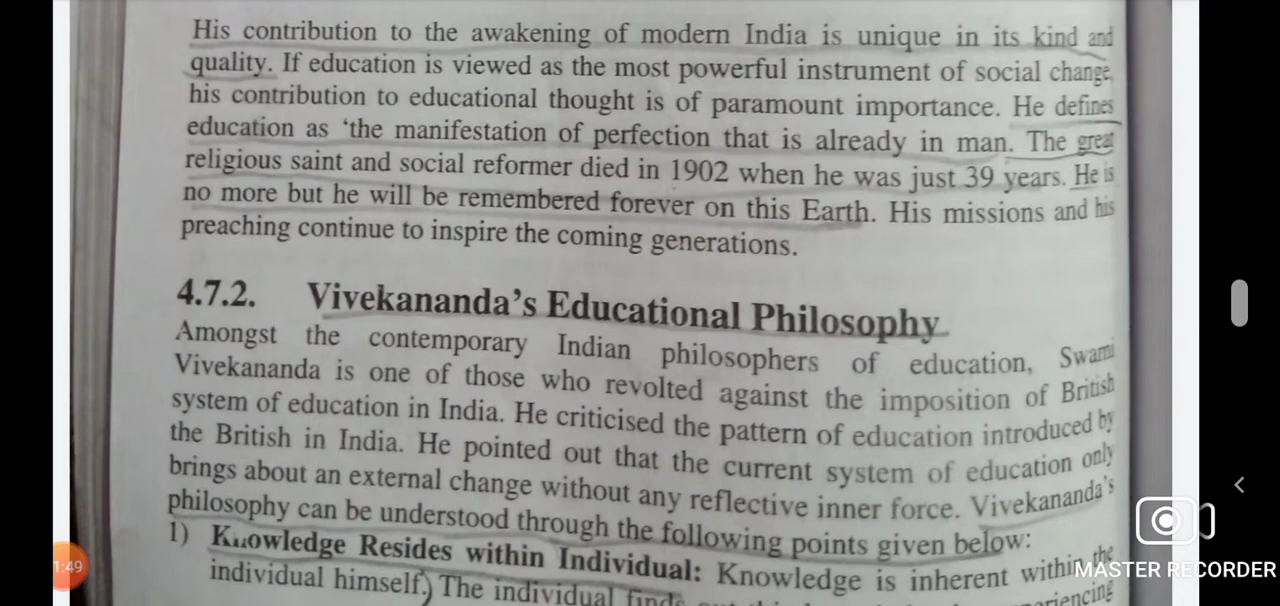 His contribution to the awakening of modern India is unique in its kind and
quality. If education is viewed as the most powerful instrument of social change,
his contribution to educational thought is of paramount importance. He defines
education as ‘the manifestation of perfection that is already in man. The great
religious saint and social reformer died in 1902 when he was just 39 years. He is
no more but he will be remembered forever on this Earth. His missions and his
preaching continue to inspire the coming generations.
4.7.2. Vivekananda’s Educational Philosophy
Amongst the contemporary Indian philosophers of education, Swami
Vivekananda is one of those who revolted against the imposition of British
system of education in India. He criticised the pattern of education introduced by
the British in India. He pointed out that the current system of education only
brings about an external change without any reflective inner force. Vivekananda’s
philosophy can be understood through the following points given below:
1) Knowledge Resides within Individual: Knowledge is inherent within the
individual himself.) The individual finds
1:49
MASTER RECORDER